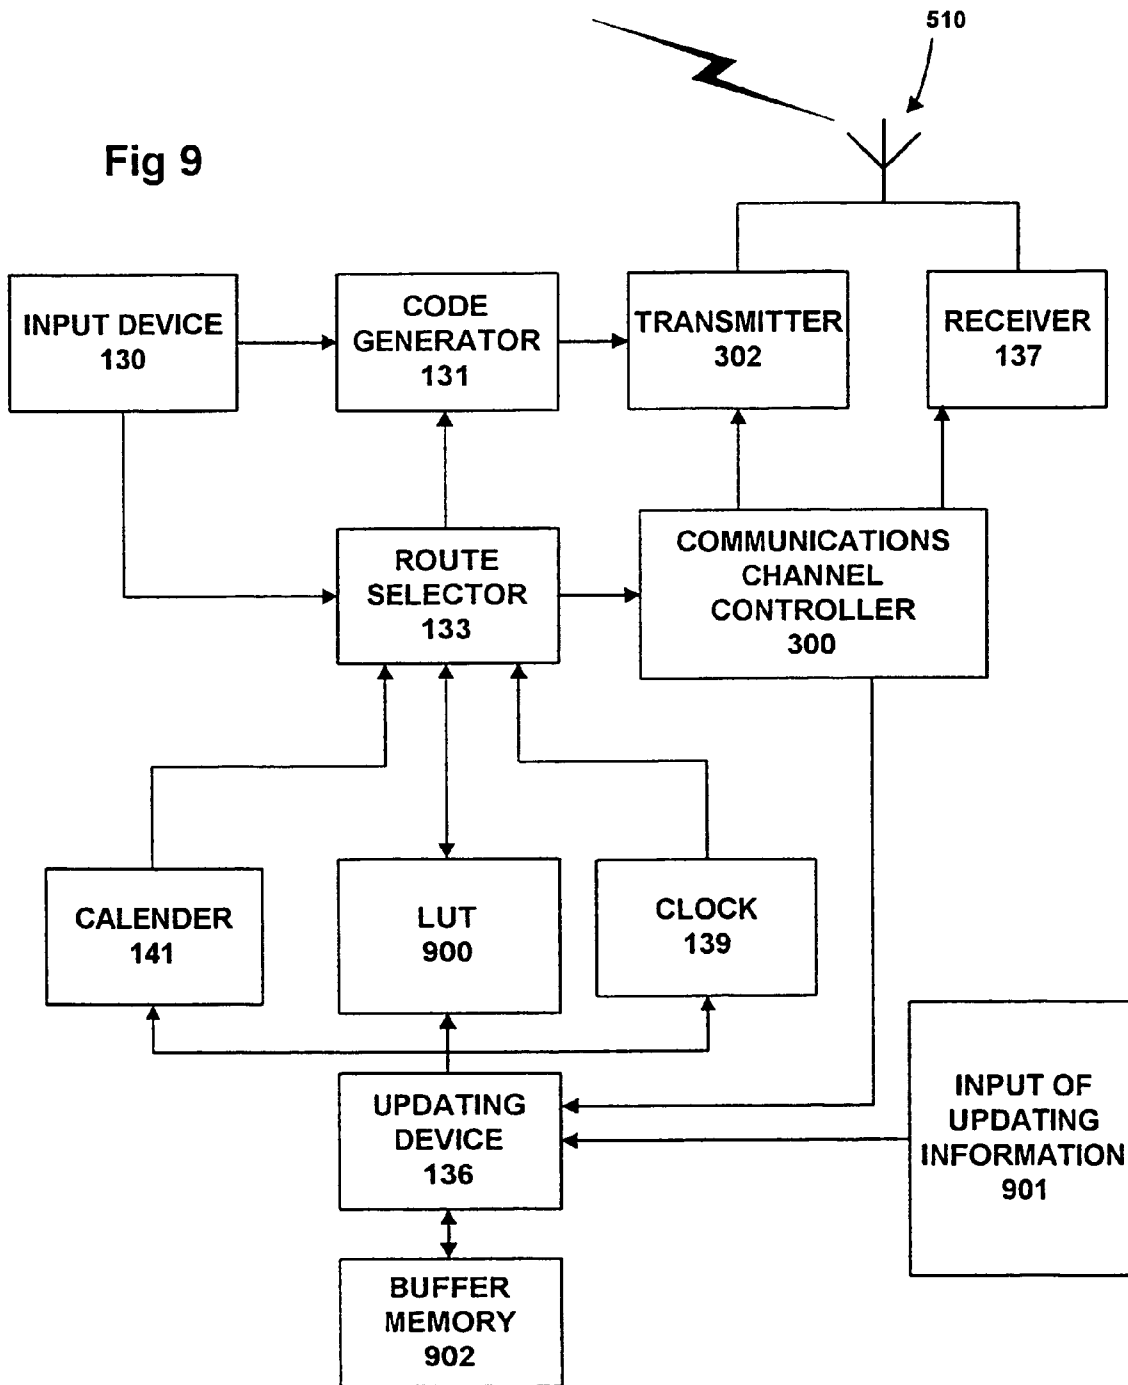 510
Fig 9
INPUT DEVICE
130
CODE
GENERATOR
131
TRANSMITTER
302
RECEIVER
137
ROUTE
SELECTOR
133
COMMUNICATIONS
CHANNEL
CONTROLLER
300
CALENDER
141
LUT
900
CLOCK
139
UPDATING
DEVICE
136
INPUT OF
UPDATING
INFORMATION
901
BUFFER
MEMORY
902